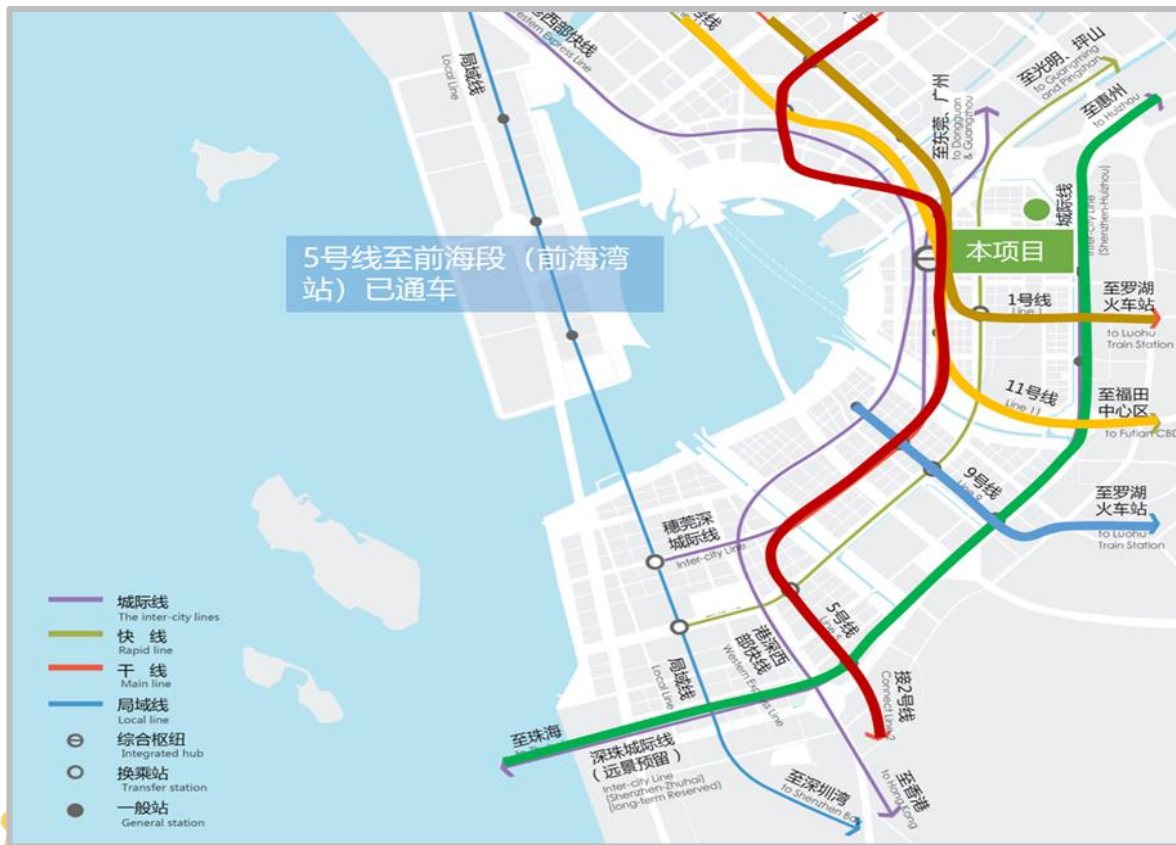 西部快线
Western Express Line
局域线
Local Line
号线
至东莞、广州
to Dongguan
& Guangzhou
至光明、坪山
to Guangming
and Pingshan
至惠州
to Huizhou
城际线
Inter-city Line
(Shenzhen-Huizhou)
5号线至前海段（前海湾
站）已通车
本项目
1号线
Line 1
至罗湖
火车站
to Luohu
Train Station
11号线
Line 11
至福田
中心区
to Futian CBD
9号线
Line 9
至罗湖
火车站
to Luohu
Train Station
穗莞深
城际线
Inter-city Line
5号线
Line 5
港深西
部快线
Western Express Line
局域线
Local Line
接2号线
Connect Line 2
至珠海
深珠城际线
（远景预留）
Inter-city Line
(Shenzhen-Zhuhai)
(long-term Reserved)
至深圳湾
to Shenzhen Bay
至香港
to Hong Kong
城际线
The inter-city lines
快 线
Rapid line
干 线
Main line
局域线
Local line
综合枢纽
Integrated hub
换乘站
Transfer station
一般站
General station